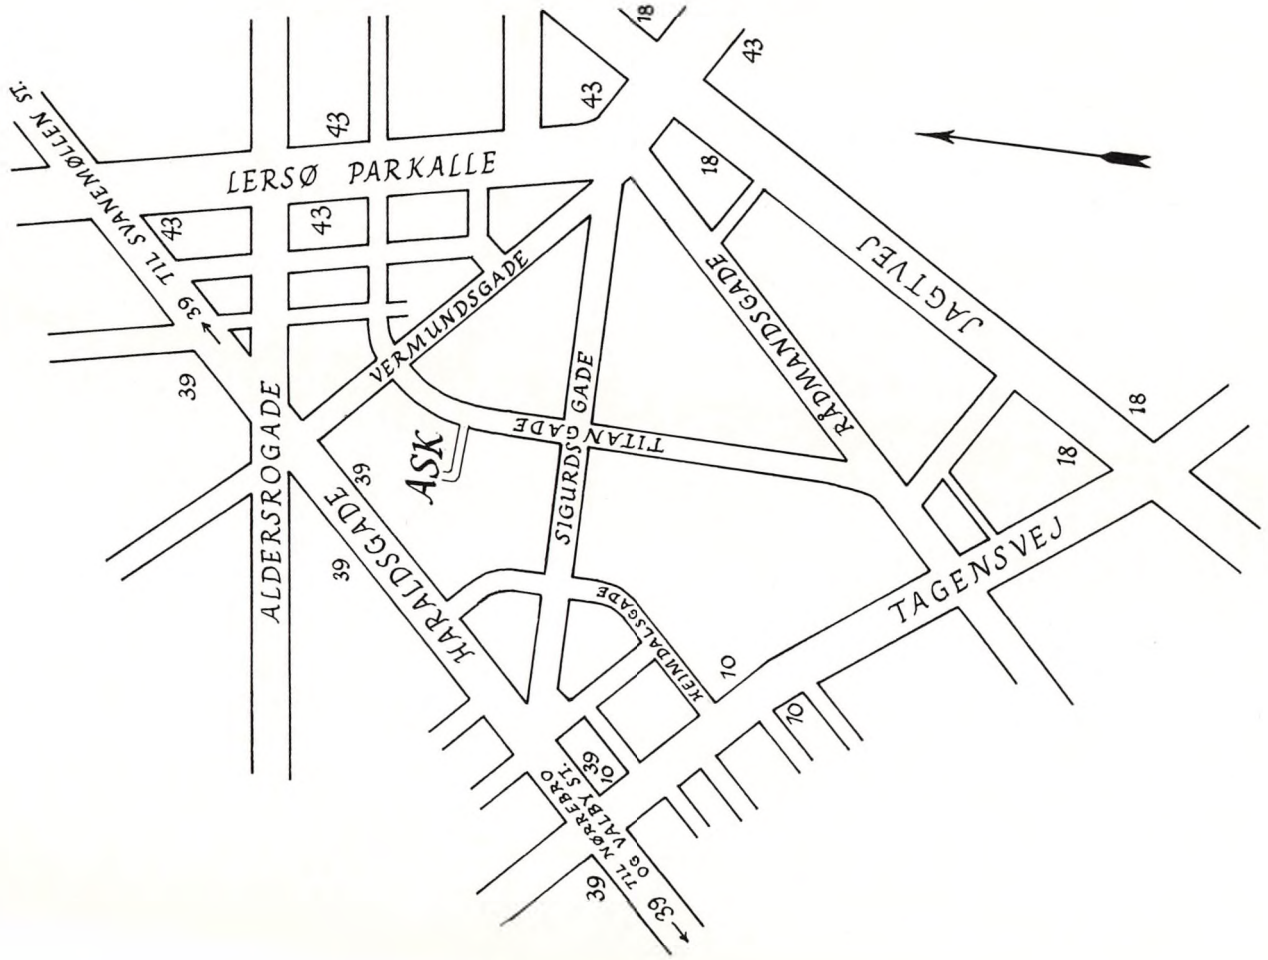 18
43
43
43
TIL SVANEMØLLEN ST.
← 39
LERSØ PARKALLE
18
43
43
JAGTVEJ
VERMUNDSGADE
RÅDMANDSGADE
39
ALDERSROGADE
SIGURDSGADE
TITANGADE
18
18
ASK
39
HARALDSGADE
39
TAGENSVEJ
HEIMDALSGADE
10
10
39
10
← 39 TIL NØRREBRO
OG VALBY ST.
39